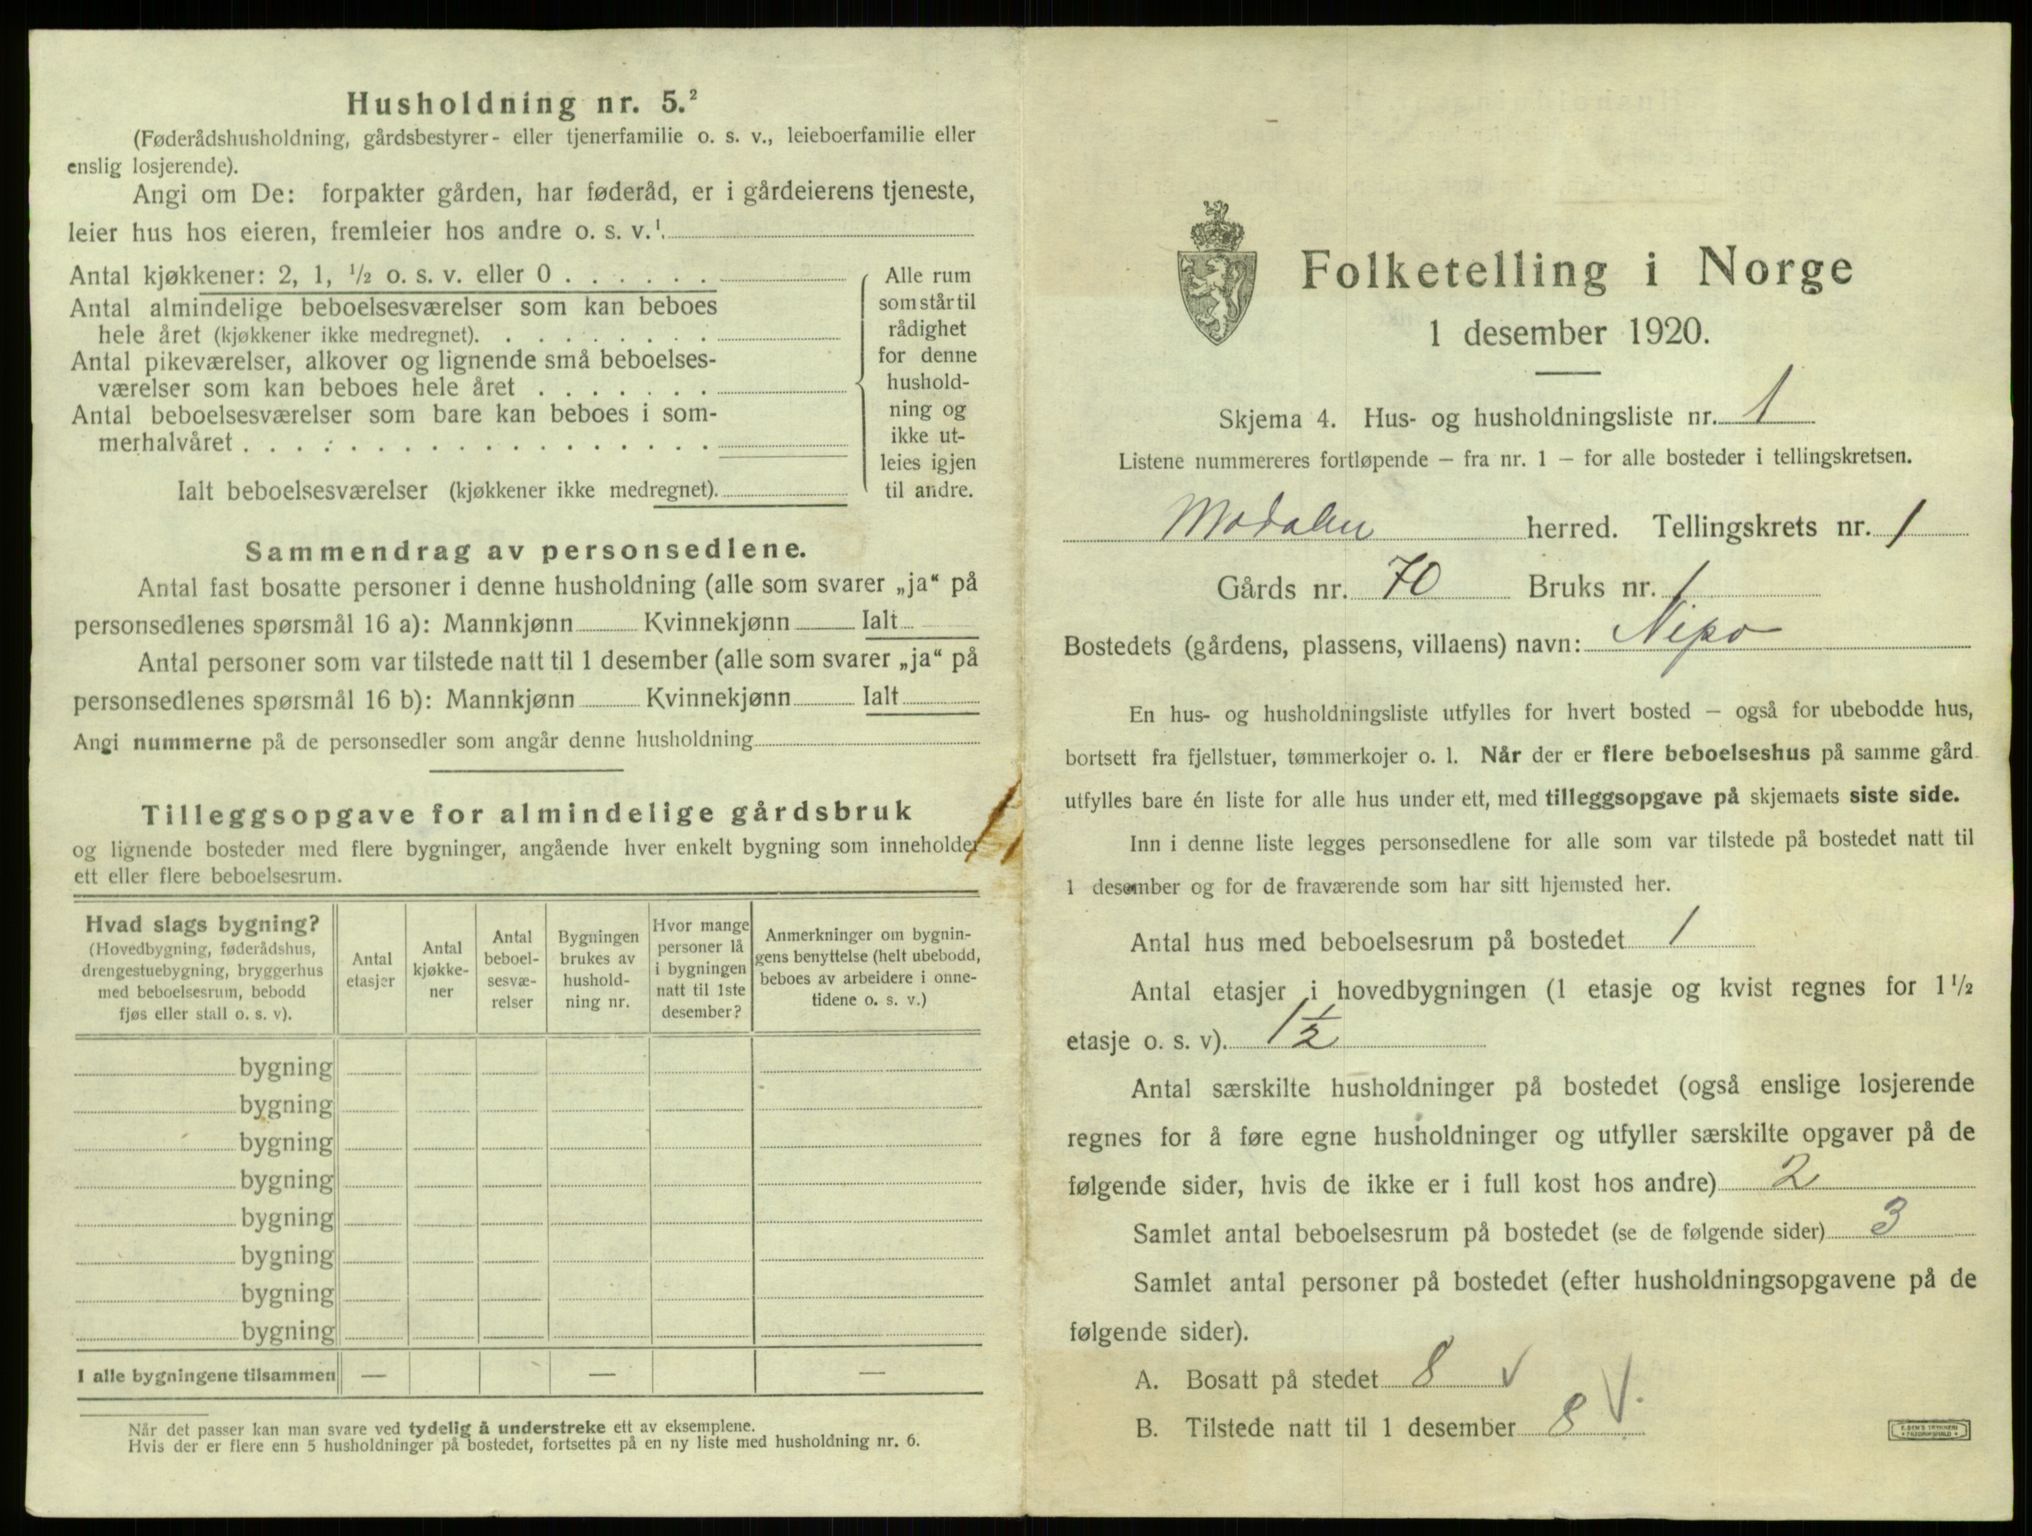 Husholdning nr. 5.²
(Føderådshusholdning, gårdsbestyrer- eller tjenerfamilie o. s. v., leieboerfamilie eller
enslig losjerende).
Angi om De: forpakter gården, har føderåd, er i gårdeierens tjeneste,
leier hus hos eieren, fremleier hos andre o. s. v.¹
Antal kjøkkener: 2, 1, ½ o. s. v. eller 0 . . . . . .
Antal almindelige beboelsesværelser som kan beboes
hele året (kjøkkener ikke medregnet). . . . . . . . .
Antal pikeværelser, alkover og lignende små beboelses-
værelser som kan beboes hele året . . . . . . .
Antal beboelsesværelser som bare kan beboes i som-
merhalvåret . . . . . . . . . . . . . . . . .
Ialt beboelsesværelser (kjøkkener ikke medregnet).
Alle rum
som står til
rådighet
for denne
hushold-
ning og
ikke ut-
leies igjen
til andre.
Sammendrag av personsedlene.
Antal fast bosatte personer i denne husholdning (alle som svarer „ja“ på
personsedlenes spørsmål 16 a): Mannkjønn Kvinnekjønn Ialt
Antal personer som var tilstede natt til 1 desember (alle som svarer „ja“ på
personsedlenes spørsmål 16 b): Mannkjønn Kvinnekjønn Ialt
Angi nummerne på de personsedler som angår denne husholdning
Tilleggsopgave for almindelige gårdsbruk
og lignende bosteder med flere bygninger, angående hver enkelt bygning som inneholder
ett eller flere beboelsesrum.
Hvad slags bygning?
(Hovedbygning, føderådshus,
drengestuebygning, bryggerhus
med beboelsesrum, bebodd
fjøs eller stall o. s. v).
Antal
etasjer
Antal
kjøkke-
ner
Antal
beboel-
sesvæ-
relser
Bygningen
brukes av
hushold-
ning nr.
Hvor mange
personer lå
i bygningen
natt til 1ste
desember?
Anmerkninger om bygnin-
gens benyttelse (helt ubebodd,
beboes av arbeidere i onne-
tidene o. s. v.)
bygning
bygning
bygning
bygning
bygning
bygning
bygning
bygning
I alle bygningene tilsammen — — —
Når det passer kan man svare ved tydelig å understreke ett av eksemplene.
Hvis der er flere enn 5 husholdninger på bostedet, fortsettes på en ny liste med husholdning nr. 6.
Folketelling i Norge
1 desember 1920.
Skjema 4. Hus- og husholdningsliste nr. 1
Listene nummereres fortløpende – fra nr. 1 – for alle bosteder i tellingskretsen.
Modalen herred. Tellingskrets nr. 1
Gårds nr. 70 Bruks nr. 1
Bostedets (gårdens, plassens, villaens) navn: Nipo
En hus- og husholdningsliste utfylles for hvert bosted – også for ubebodde hus,
bortsett fra fjellstuer, tømmerkojer o. l. Når der er flere beboelseshus på samme gård
utfylles bare én liste for alle hus under ett, med tilleggsopgave på skjemaets siste side.
Inn i denne liste legges personsedlene for alle som var tilstede på bostedet natt til
1 desember og for de fraværende som har sitt hjemsted her.
Antal hus med beboelsesrum på bostedet 1
Antal etasjer i hovedbygningen (1 etasje og kvist regnes for 1½
etasje o. s. v). 1½
Antal særskilte husholdninger på bostedet (også enslige losjerende
regnes for å føre egne husholdninger og utfyller særskilte opgaver på de
følgende sider, hvis de ikke er i full kost hos andre) 2
Samlet antal beboelsesrum på bostedet (se de følgende sider) 3
Samlet antal personer på bostedet (efter husholdningsopgavene på de
følgende sider).
A. Bosatt på stedet 8 V
B. Tilstede natt til 1 desember 8 V.